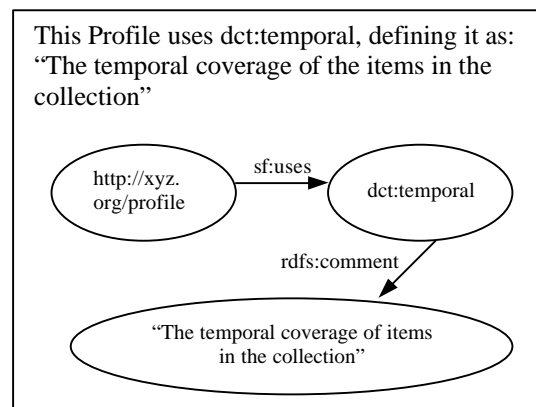 This Profile uses dct:temporal, defining it as:
“The temporal coverage of the items in the
collection”
http://xyz.
org/profile
sf:uses
dct:temporal
rdfs:comment
“The temporal coverage of items
in the collection”